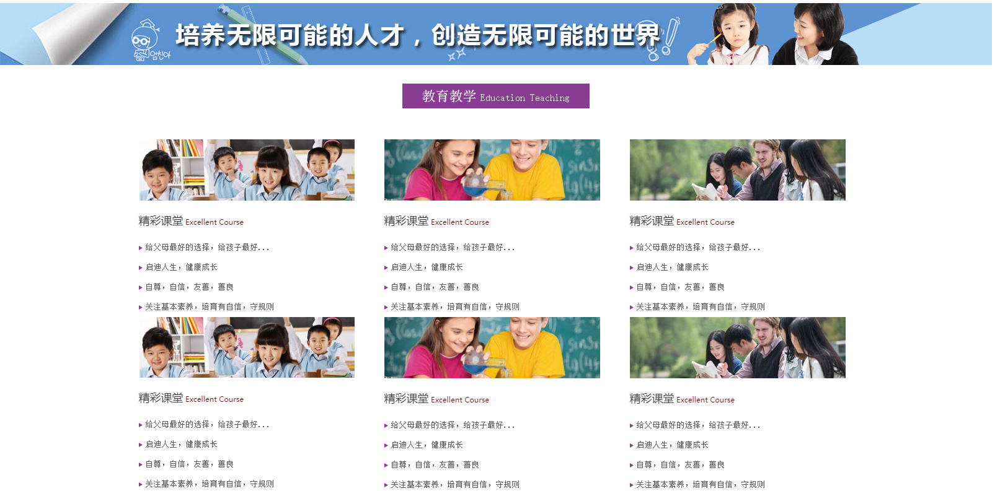 培养无限可能的人才，创造无限可能的世界
엄친아
教育教学 Education Teaching
精彩课堂 Excellent Course
给父母最好的选择，给孩子最好...
启迪人生，健康成长
自尊，自信，友善，善良
关注基本素养，培育有自信，守规则
精彩课堂 Excellent Course
给父母最好的选择，给孩子最好...
启迪人生，健康成长
自尊，自信，友善，善良
关注基本素养，培育有自信，守规则
精彩课堂 Excellent Course
给父母最好的选择，给孩子最好...
启迪人生，健康成长
自尊，自信，友善，善良
关注基本素养，培育有自信，守规则
精彩课堂 Excellent Course
给父母最好的选择，给孩子最好...
启迪人生，健康成长
自尊，自信，友善，善良
关注基本素养，培育有自信，守规则
精彩课堂 Excellent Course
给父母最好的选择，给孩子最好...
启迪人生，健康成长
自尊，自信，友善，善良
关注基本素养，培育有自信，守规则
精彩课堂 Excellent Course
给父母最好的选择，给孩子最好...
启迪人生，健康成长
自尊，自信，友善，善良
关注基本素养，培育有自信，守规则